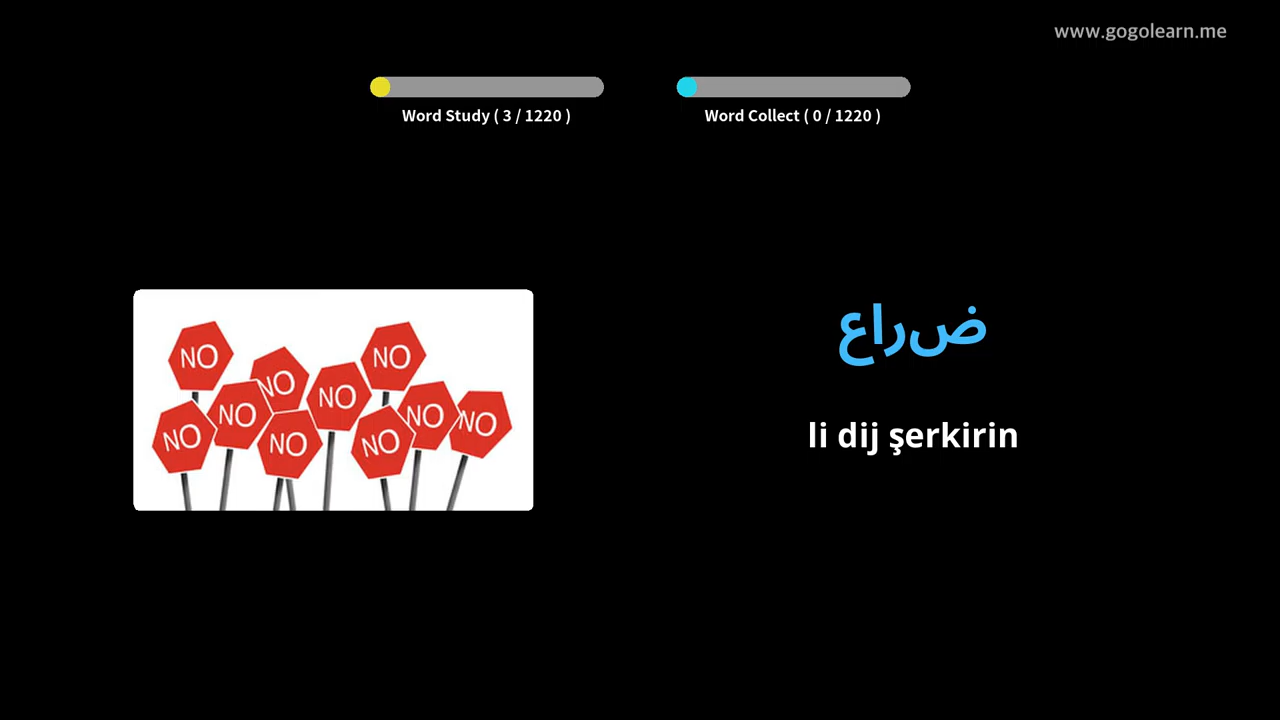 www.gogolearn.me
Word Study ( 3 / 1220 )
Word Collect ( 0 / 1220 )
NO
NO
NO
NO
NO
NO
NO
NO
NO
NO
ضراع
li dij şerkirin